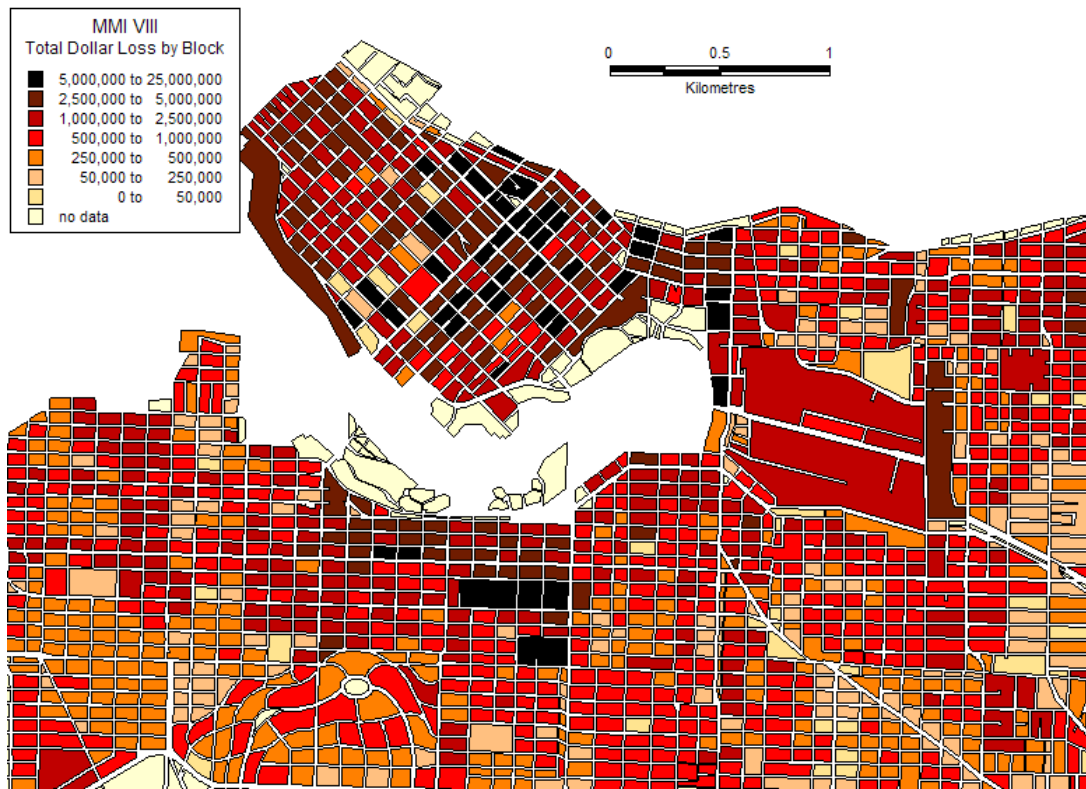 MMI VIII
Total Dollar Loss by Block
5,000,000 to 25,000,000
2,500,000 to 5,000,000
1,000,000 to 2,500,000
500,000 to 1,000,000
250,000 to 500,000
50,000 to 250,000
0 to 50,000
no data
0 0.5 1
Kilometres